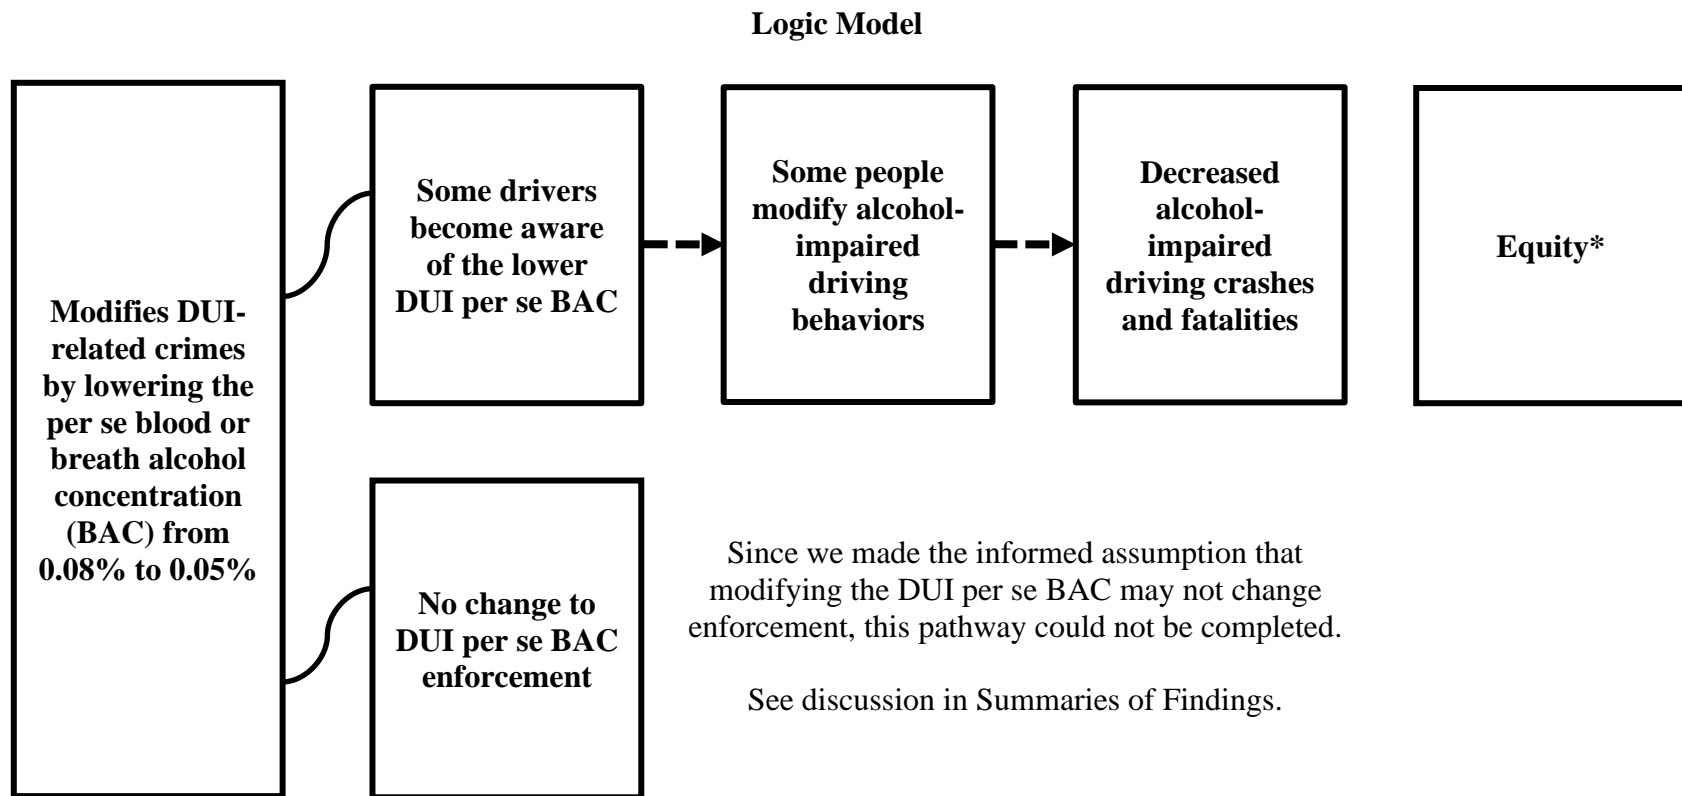 Logic Model
Modifies DUI-
related crimes
by lowering the
per se blood or
breath alcohol
concentration
(BAC) from
0.08% to 0.05%
Some drivers
become aware
of the lower
DUI per se BAC
Some people
modify alcohol-
impaired
driving
behaviors
Decreased
alcohol-
impaired
driving crashes
and fatalities
Equity*
No change to
DUI per se BAC
enforcement
Since we made the informed assumption that
modifying the DUI per se BAC may not change
enforcement, this pathway could not be completed.
See discussion in Summaries of Findings.